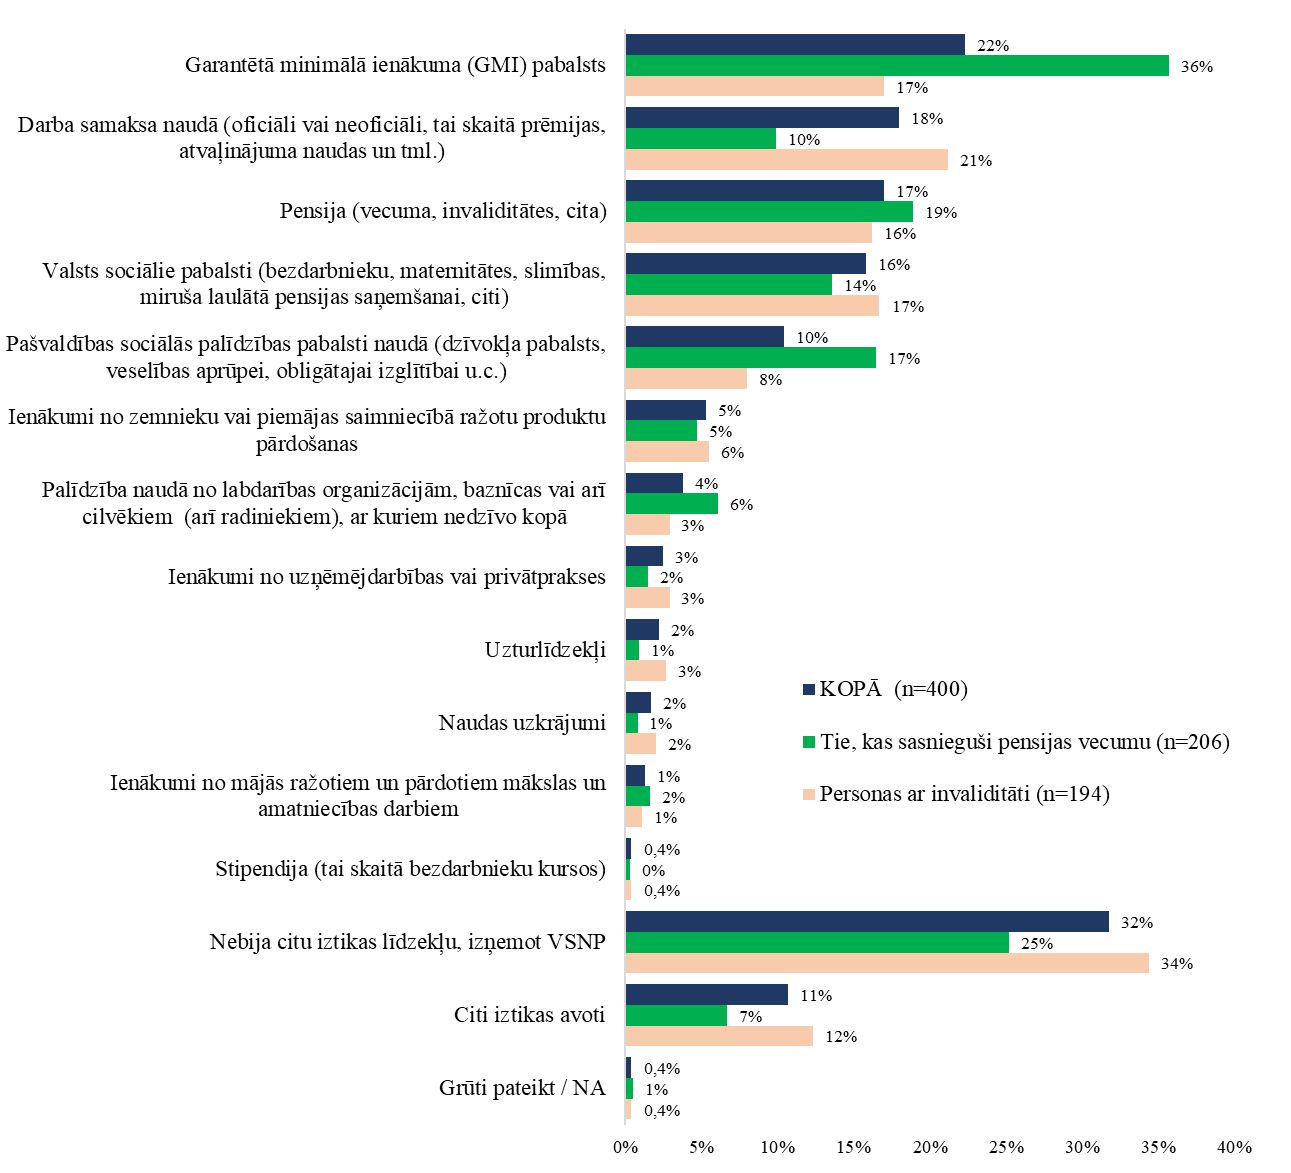 Garantētā minimālā ienākuma (GMI) pabalsts
22%
36%
17%
Darba samaksa naudā (oficiāli vai neoficiāli, tai skaitā prēmijas,
atvaļinājuma naudas un tml.)
18%
10%
21%
Pensija (vecuma, invaliditātes, cita)
17%
19%
16%
Valsts sociālie pabalsti (bezdarbnieku, maternitātes, slimības,
miruša laulātā pensijas saņemšanai, citi)
16%
14%
17%
Pašvaldības sociālās palīdzības pabalsti naudā (dzīvokļa pabalsts,
veselības aprūpei, obligātajai izglītībai u.c.)
10%
17%
8%
Ienākumi no zemnieku vai piemājas saimniecībā ražotu produktu
pārdošanas
5%
5%
6%
Palīdzība naudā no labdarības organizācijām, baznīcas vai arī
cilvēkiem  (arī radiniekiem), ar kuriem nedzīvo kopā
4%
6%
3%
Ienākumi no uzņēmējdarbības vai privātprakses
3%
2%
3%
Uzturlīdzekļi
2%
1%
3%
Naudas uzkrājumi
2%
1%
2%
Ienākumi no mājās ražotiem un pārdotiem mākslas un
amatniecības darbiem
1%
2%
1%
Stipendija (tai skaitā bezdarbnieku kursos)
0,4%
0%
0,4%
Nebija citu iztikas līdzekļu, izņemot VSNP
32%
25%
34%
Citi iztikas avoti
11%
7%
12%
Grūti pateikt / NA
0,4%
1%
0,4%
KOPĀ  (n=400)
Tie, kas sasnieguši pensijas vecumu (n=206)
Personas ar invaliditāti (n=194)
0% 5% 10% 15% 20% 25% 30% 35% 40%